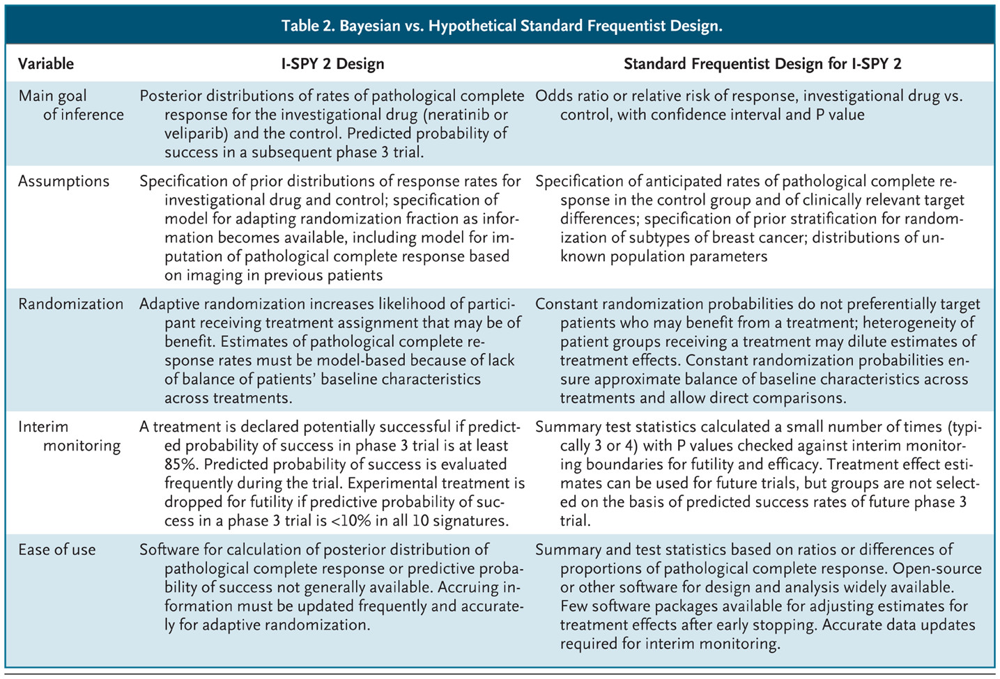 Table 2. Bayesian vs. Hypothetical Standard Frequentist Design.
Variable
I-SPY 2 Design
Standard Frequentist Design for I-SPY 2
Main goal
of inference
Posterior distributions of rates of pathological complete
response for the investigational drug (neratinib or
veliparib) and the control. Predicted probability of
success in a subsequent phase 3 trial.
Odds ratio or relative risk of response, investigational drug vs.
control, with confidence interval and P value
Assumptions
Specification of prior distributions of response rates for
investigational drug and control; specification of
model for adapting randomization fraction as infor-
mation becomes available, including model for im-
putation of pathological complete response based
on imaging in previous patients
Specification of anticipated rates of pathological complete re-
sponse in the control group and of clinically relevant target
differences; specification of prior stratification for random-
ization of subtypes of breast cancer; distributions of un-
known population parameters
Randomization
Adaptive randomization increases likelihood of partici-
pant receiving treatment assignment that may be of
benefit. Estimates of pathological complete re-
sponse rates must be model-based because of lack
of balance of patients’ baseline characteristics
across treatments.
Constant randomization probabilities do not preferentially target
patients who may benefit from a treatment; heterogeneity of
patient groups receiving a treatment may dilute estimates of
treatment effects. Constant randomization probabilities en-
sure approximate balance of baseline characteristics across
treatments and allow direct comparisons.
Interim
monitoring
A treatment is declared potentially successful if predict-
ed probability of success in phase 3 trial is at least
85%. Predicted probability of success is evaluated
frequently during the trial. Experimental treatment is
dropped for futility if predictive probability of suc-
cess in a phase 3 trial is <10% in all 10 signatures.
Summary test statistics calculated a small number of times (typi-
cally 3 or 4) with P values checked against interim monitor-
ing boundaries for futility and efficacy. Treatment effect esti-
mates can be used for future trials, but groups are not select-
ed on the basis of predicted success rates of future phase 3
trial.
Ease of use
Software for calculation of posterior distribution of
pathological complete response or predictive proba-
bility of success not generally available. Accruing in-
formation must be updated frequently and accurate-
ly for adaptive randomization.
Summary and test statistics based on ratios or differences of
proportions of pathological complete response. Open-source
or other software for design and analysis widely available.
Few software packages available for adjusting estimates for
treatment effects after early stopping. Accurate data updates
required for interim monitoring.